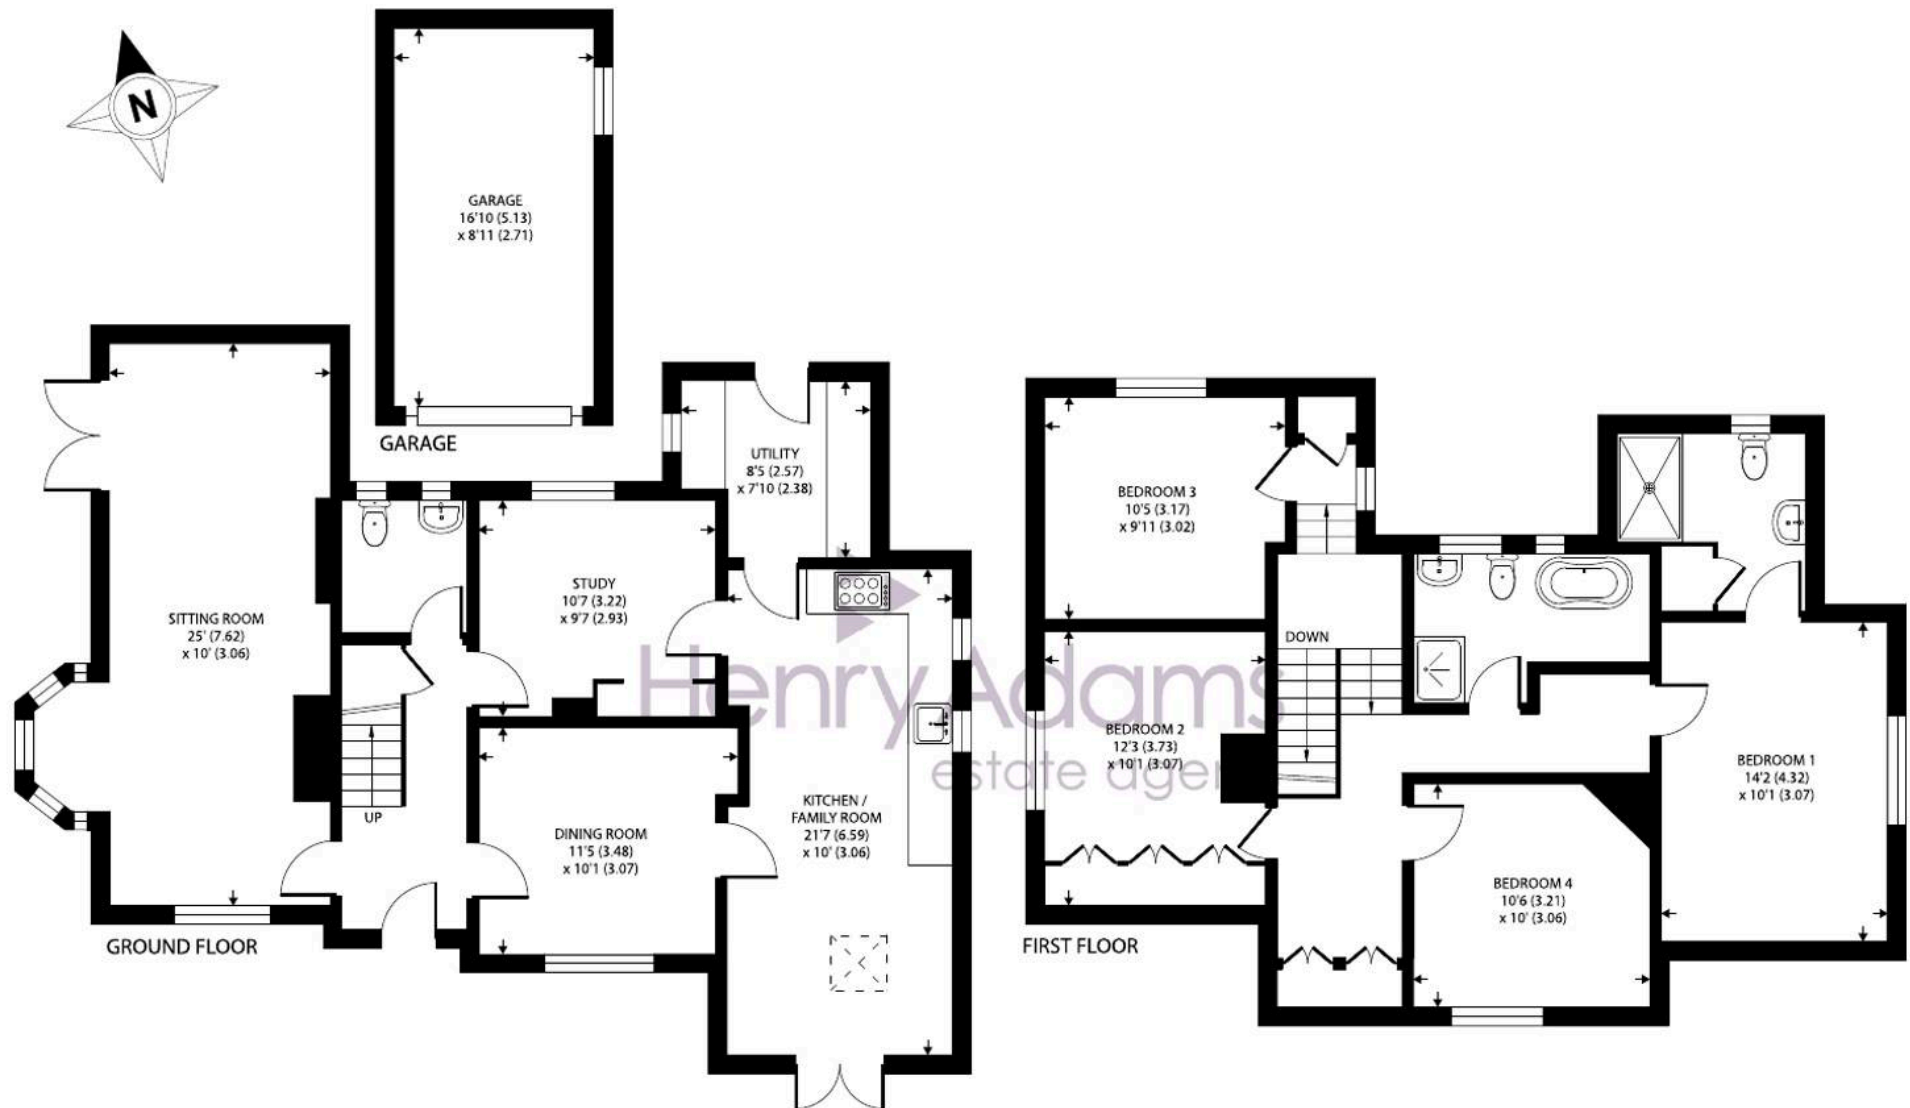 N
GARAGE
16'10 (5.13)
x 8'11 (2.71)
GARAGE
UTILITY
8'5 (2.57)
x 7'10 (2.38)
SITTING ROOM
25' (7.62)
x 10' (3.06)
STUDY
10'7 (3.22)
x 9'7 (2.93)
UP
DINING ROOM
11'5 (3.48)
x 10'1 (3.07)
KITCHEN /
FAMILY ROOM
21'7 (6.59)
x 10' (3.06)
GROUND FLOOR
Henry Adams
estate agen
BEDROOM 3
10'5 (3.17)
x 9'11 (3.02)
DOWN
BEDROOM 2
12'3 (3.73)
x 10'1 (3.07)
BEDROOM 1
14'2 (4.32)
x 10'1 (3.07)
BEDROOM 4
10'6 (3.21)
x 10' (3.06)
FIRST FLOOR